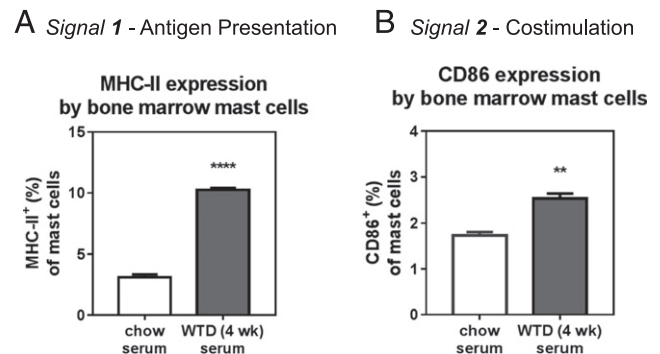 A Signal 1 - Antigen Presentation
MHC-II expression
by bone marrow mast cells
MHC-II+ (%)
of mast cells
15
10
5
0
****
chow
serum
WTD (4 wk)
serum
B Signal 2 - Costimulation
CD86 expression
by bone marrow mast cells
CD86+ (%)
of mast cells
4
3
2
1
0
**
chow
serum
WTD (4 wk)
serum